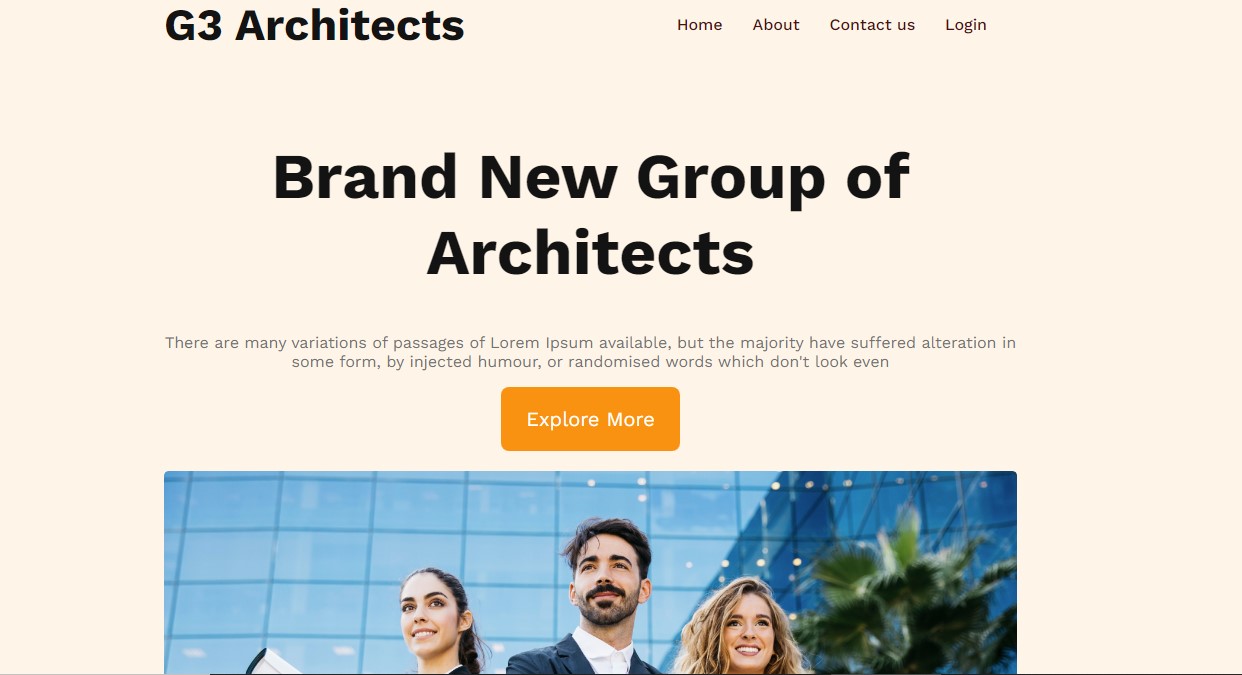 G3 Architects
Home About Contact us Login
Brand New Group of
Architects
There are many variations of passages of Lorem Ipsum available, but the majority have suffered alteration in
some form, by injected humour, or randomised words which don't look even
Explore More